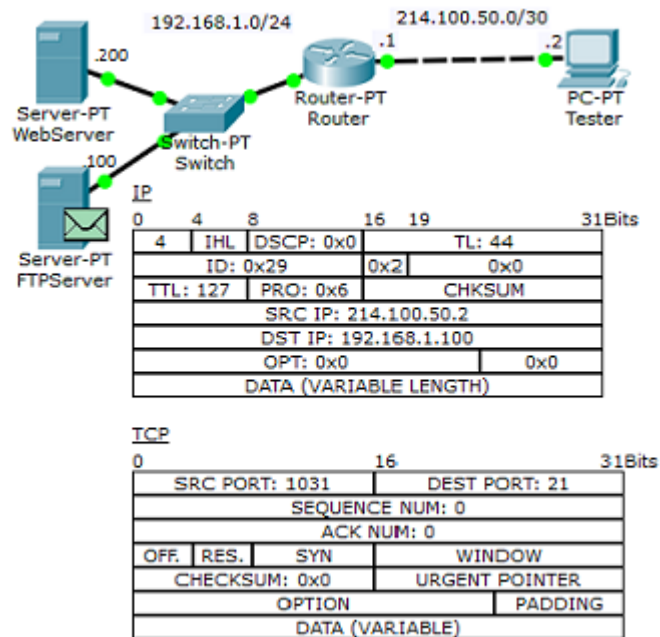 192.168.1.0/24
214.100.50.0/30
.200
.1
.2
Server-PT
WebServer
Router-PT
Router
PC-PT
Tester
Switch-PT
Switch
.100
Server-PT
FTPServer
IP
0 4 8 16 19 31Bits
4 IHL DSCP: 0x0 TL: 44
ID: 0x29 0x2 0x0
TTL: 127 PRO: 0x6 CHKSUM
SRC IP: 214.100.50.2
DST IP: 192.168.1.100
OPT: 0x0 0x0
DATA (VARIABLE LENGTH)
TCP
0 16 31Bits
SRC PORT: 1031 DEST PORT: 21
SEQUENCE NUM: 0
ACK NUM: 0
OFF. RES. SYN WINDOW
CHECKSUM: 0x0 URGENT POINTER
OPTION PADDING
DATA (VARIABLE)